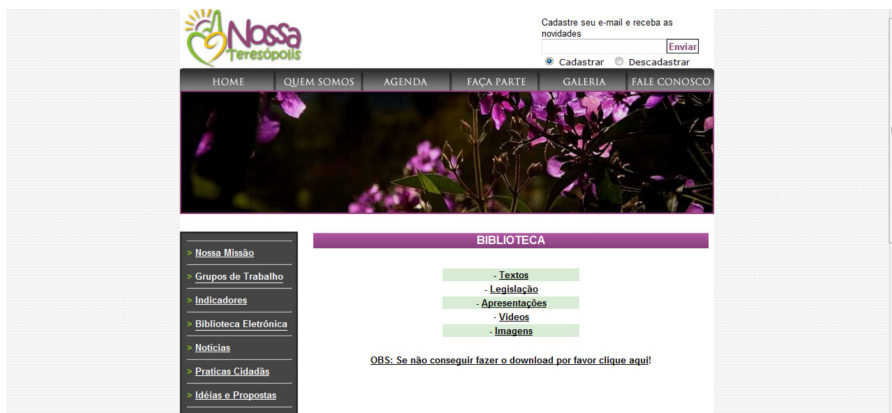 Nossa
Teresópolis
Cadastre seu e-mail e receba as
novidades
Enviar
Cadastrar Descadastrar
HOME QUEM SOMOS AGENDA FAÇA PARTE GALERIA FALE CONOSCO
> Nossa Missão
> Grupos de Trabalho
> Indicadores
> Biblioteca Eletrônica
> Notícias
> Praticas Cidadãs
> Idéias e Propostas
BIBLIOTECA
- Textos
- Legislação
- Apresentações
- Videos
- Imagens
OBS: Se não conseguir fazer o download por favor clique aqui!